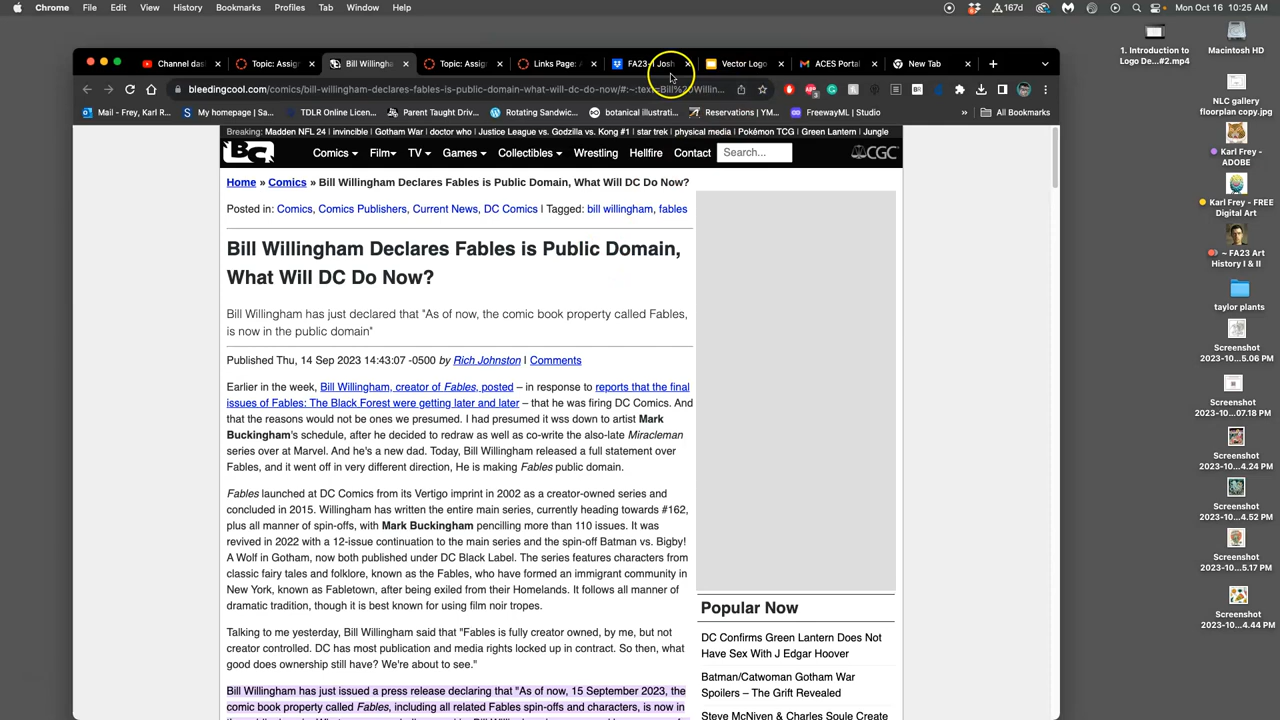 Chrome File Edit View History Bookmarks Profiles Tab Window Help 167d Mon Oct 16 10:25 AM
Channel das Topic: Assig Bill Willingha Topic: Assig Links Page: A FA23-1 Josh Vector Logo ACES Portal New Tab
bleedingcool.com/comics/bill-willingham-declares-fables-is-public-domain-what-will-dc-do-now/#:~:text=Bill%20Willin...
Mail - Frey, Karl W. My homepage | Sa... TDLR Online Licens... Parent Taught Driv... Rotating Sandwic... botanical illustrati... Reservations | YM... FreewayML | Studio » All Bookmarks
Breaking: Madden NFL 24 | invincible | Gotham War | doctor who | Justice League vs. Godzilla vs. Kong #1 | star trek | physical media | Pokémon TCG | Green Lantern | Jungle
BC Comics Film TV Games Collectibles Wrestling Hellfire Contact Search... CGC
Home » Comics » Bill Willingham Declares Fables is Public Domain, What Will DC Do Now?
Posted in: Comics, Comics Publishers, Current News, DC Comics | Tagged: bill willingham, fables
Bill Willingham Declares Fables is Public Domain,
What Will DC Do Now?
Bill Willingham has just declared that "As of now, the comic book property called Fables,
is now in the public domain"
Published Thu, 14 Sep 2023 14:43:07 -0500 by Rich Johnston | Comments
Earlier in the week, Bill Willingham, creator of Fables, posted – in response to reports that the final
issues of Fables: The Black Forest were getting later and later – that he was firing DC Comics. And
that the reasons would not be ones we presumed. I had presumed it wss down to artist Mark
Buckingham's schedule, after he decided to redraw as well as co-write the also-late Miracleman
series over at Marvel. And he's a new dad. Today, Bill Willingham released a full statement over
Fables, and it went off in very different direction, He is making Fables public domain.
Fables launched at DC Comics from its Vertigo imprint in 2002 as a creator-owned series and
concluded in 2015. Willingham has written the entire main series, currently heading towards #162,
plus all manner of spin-offs, with Mark Buckingham pencilling more than 110 issues. It was
revived in 2022 with a 12-issue continuation to the main series and the spin-off Batman vs. Bigby!
A Wolf in Gotham, now both published under DC Black Label. The series features characters from
classic fairy tales and folklore, known as the Fables, who have formed an immigrant community in
New York, known as Fabletown, after being exiled from their Homelands. It follows all manner of
dramatic tradition, though it is best known for using film noir tropes.
Talking to me yesterday, Bill Willingham said that "Fables is fully creator owned, by me, but not
creator controlled. DC has most publication and media rights locked up in contract. So then, what
good does ownership still have? We're about to see."
Bill Willingham has just issued a press release declaring that "As of now, 15 September 2023, the
comic book property called Fables, including all related Fables spin-offs and characters, is now in
Popular Now
DC Confirms Green Lantern Does Not
Have Sex With J Edgar Hoover
Batman/Catwoman Gotham War
Spoilers – The Grift Revealed
Steve McNiven & Charles Soule Create
1. Introduction to
Logo De...#2.mp4
Macintosh HD
NLC gallery
floorplan copy.jpg
Karl Frey -
ADOBE
Karl Frey - FREE
Digital Art
~ FA23 Art
History I & II
taylor plants
Screenshot
2023-10...5.06 PM
Screenshot
2023-10...07.18 PM
Screenshot
2023-10...4.24 PM
Screenshot
2023-10...4.52 PM
Screenshot
2023-10...5.17 PM
Screenshot
2023-10...4.44 PM